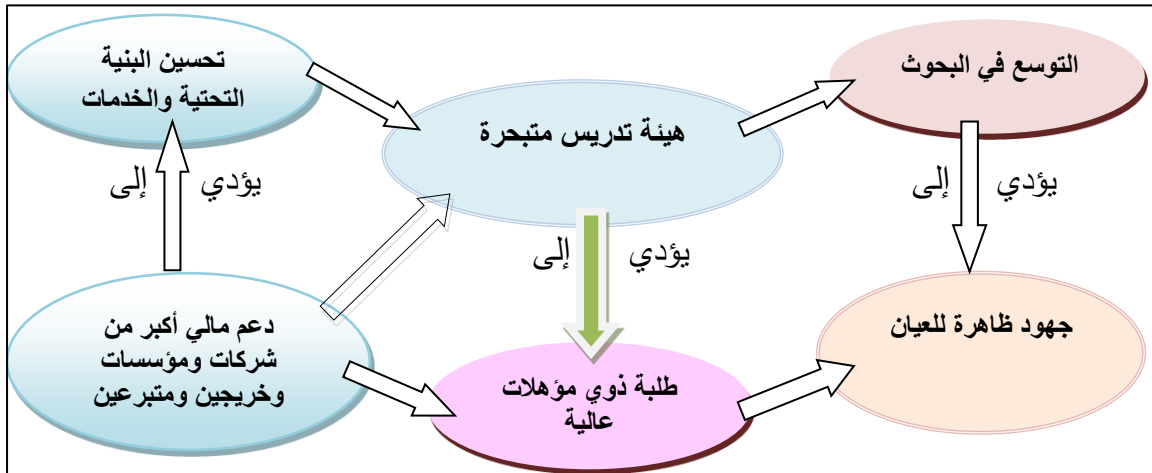 التوسع في البحوث
هيئة تدريس متبحرة
تحسين البنية
التحتية والخدمات
يؤدي إلى
يؤدي إلى
يؤدي إلى
جهود ظاهرة للعيان
طلبة ذوي مؤهلات
عالية
دعم مالي أكبر من
شركات ومؤسسات
وخريجين ومتبرعين